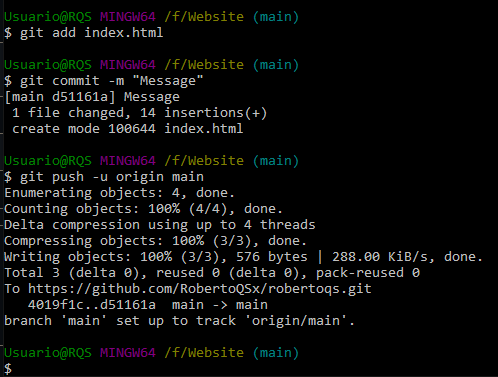 Usuario@RQS MINGW64 /f/Website (main)
$ git add index.html
Usuario@RQS MINGW64 /f/Website (main)
$ git commit -m "Message"
[main d51161a] Message
 1 file changed, 14 insertions(+)
 create mode 100644 index.html
Usuario@RQS MINGW64 /f/Website (main)
$ git push -u origin main
Enumerating objects: 4, done.
Counting objects: 100% (4/4), done.
Delta compression using up to 4 threads
Compressing objects: 100% (3/3), done.
Writing objects: 100% (3/3), 576 bytes | 288.00 KiB/s, done.
Total 3 (delta 0), reused 0 (delta 0), pack-reused 0
To https://github.com/RobertoQSx/robertoqs.git
   4019f1c..d51161a  main -> main
branch 'main' set up to track 'origin/main'.
Usuario@RQS MINGW64 /f/Website (main)
$